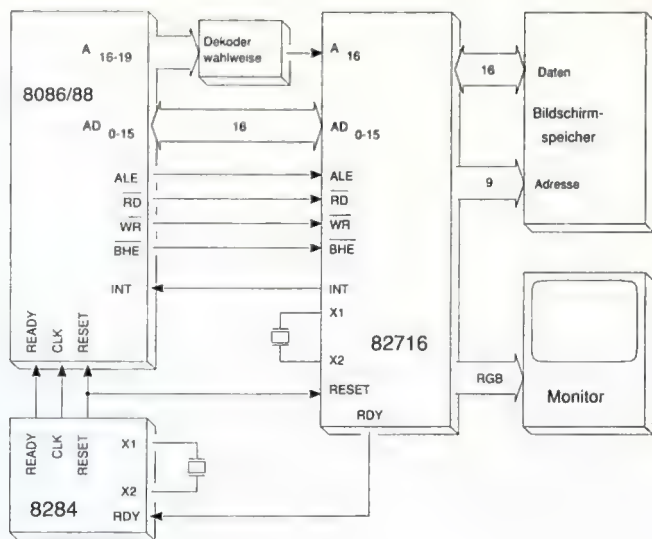 A 16-19
8086/88
AD 0-15
ALE
RD
WR
BHE
INT
READY
CLK
RESET
Dekoder
wahlweise
16
A 16
AD 0-15
ALE
RD
WR
BHE
INT
X1
X2
82716
RESET
RDY
16
9
RGB
Daten
Bildschirm-
speicher
Adresse
Monitor
READY
CLK
RESET
X1
X2
8284
RDY